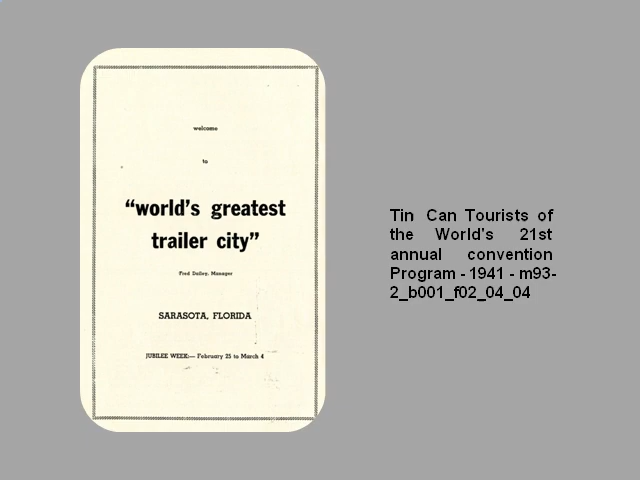 welcome
to
“world’s greatest
trailer city”
Fred Dailey, Manager
SARASOTA, FLORIDA
JUBILEE WEEK:— February 25 to March 4
Tin Can Tourists of
the World's 21st
annual convention
Program - 1941 - m93-
2_b001_f02_04_04